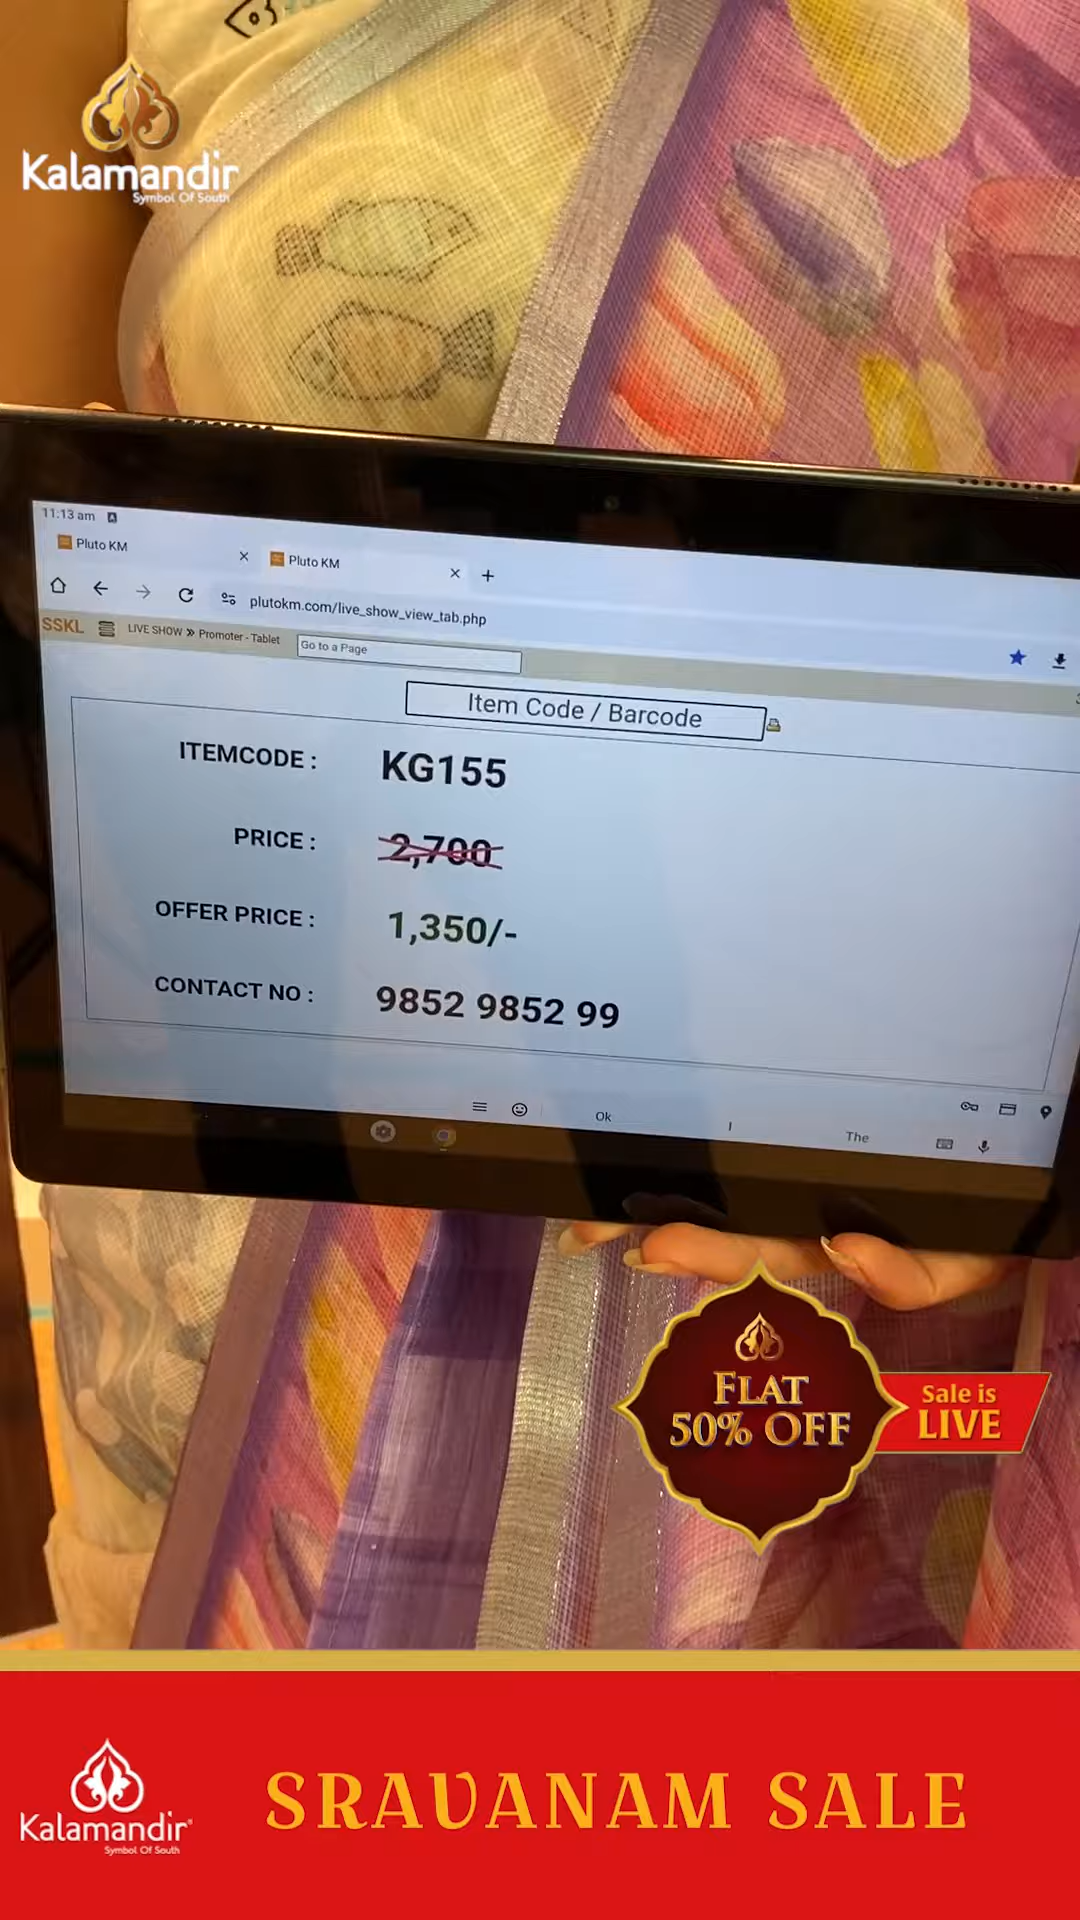 Kalamandir
Symbol Of South
11:13 am
Pluto KM
Pluto KM
plutokm.com/live_show_view_tab.php
SSKL
LIVE SHOW » Promoter - Tablet
Go to a Page
Item Code / Barcode
ITEMCODE : KG155
PRICE : 2,700
OFFER PRICE : 1,350/-
CONTACT NO : 9852 9852 99
Ok
I
The
FLAT
50% OFF
Sale is
LIVE
Kalamandir
Symbol Of South
SRAVANAM SALE